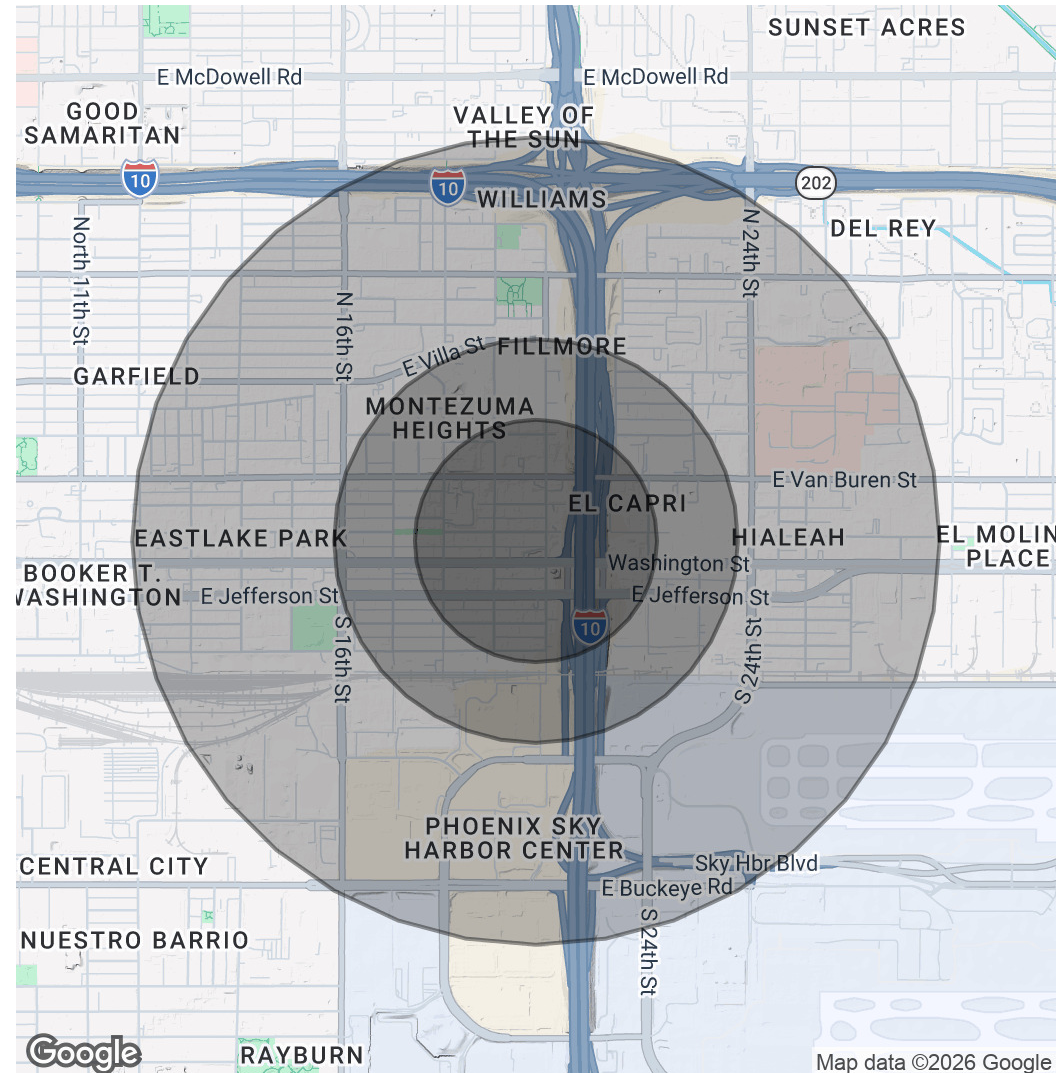 SUNSET ACRES
E McDowell Rd
E McDowell Rd
GOOD
SAMARITAN
VALLEY OF
THE SUN
10
10
202
WILLIAMS
DEL REY
North 11th St
N 24th St
N 16th St
E Villa St
FILLMORE
GARFIELD
MONTEZUMA
HEIGHTS
E Van Buren St
EL CAPRI
EASTLAKE PARK
HIALEAH
EL MOLIN
PLACE
Washington St
BOOKER T.
WASHINGTON
E Jefferson St
E Jefferson St
10
S 16th St
S 24th St
PHOENIX SKY
HARBOR CENTER
CENTRAL CITY
Sky Hbr Blvd
E Buckeye Rd
NUESTRO BARRIO
S 24th St
RAYBURN
Google
Map data ©2026 Google